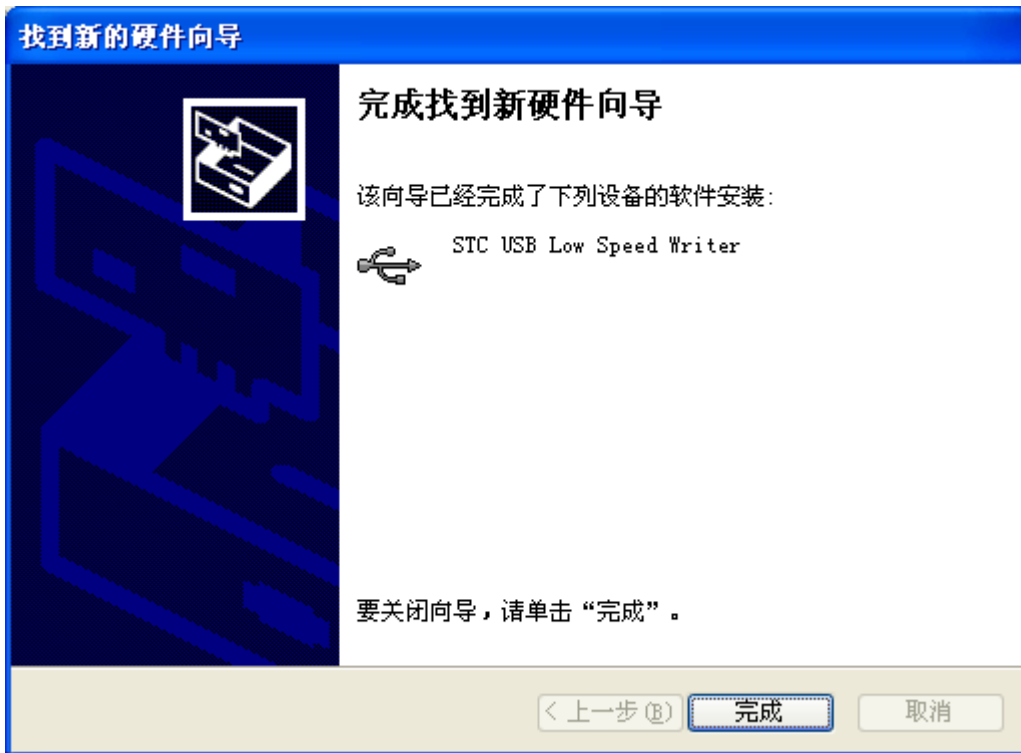 找到新的硬件向导
完成找到新硬件向导
该向导已经完成了下列设备的软件安装:
STC USB Low Speed Writer
要关闭向导，请单击“完成”。
< 上一步(B)
完成
取消